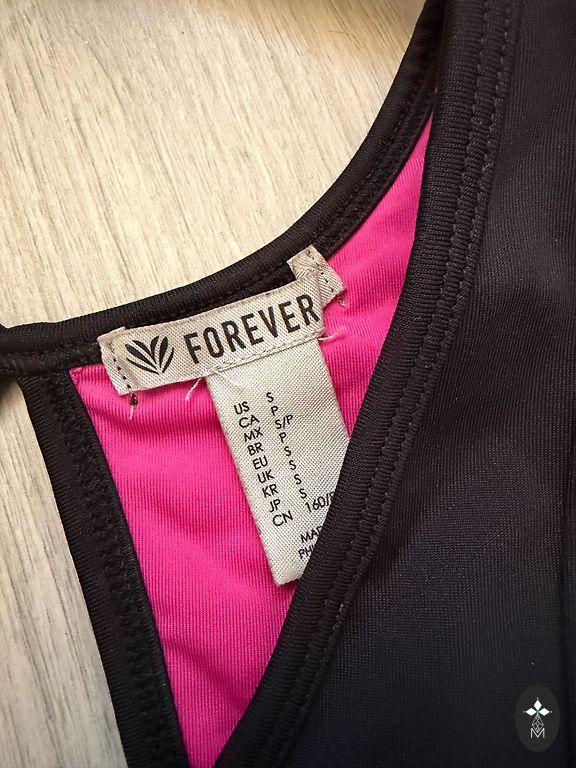 FOREVER
US S
CA P
MX S/P
BR P
EU S
UK S
KR S
JP S
CN 160/
MA
PH
M